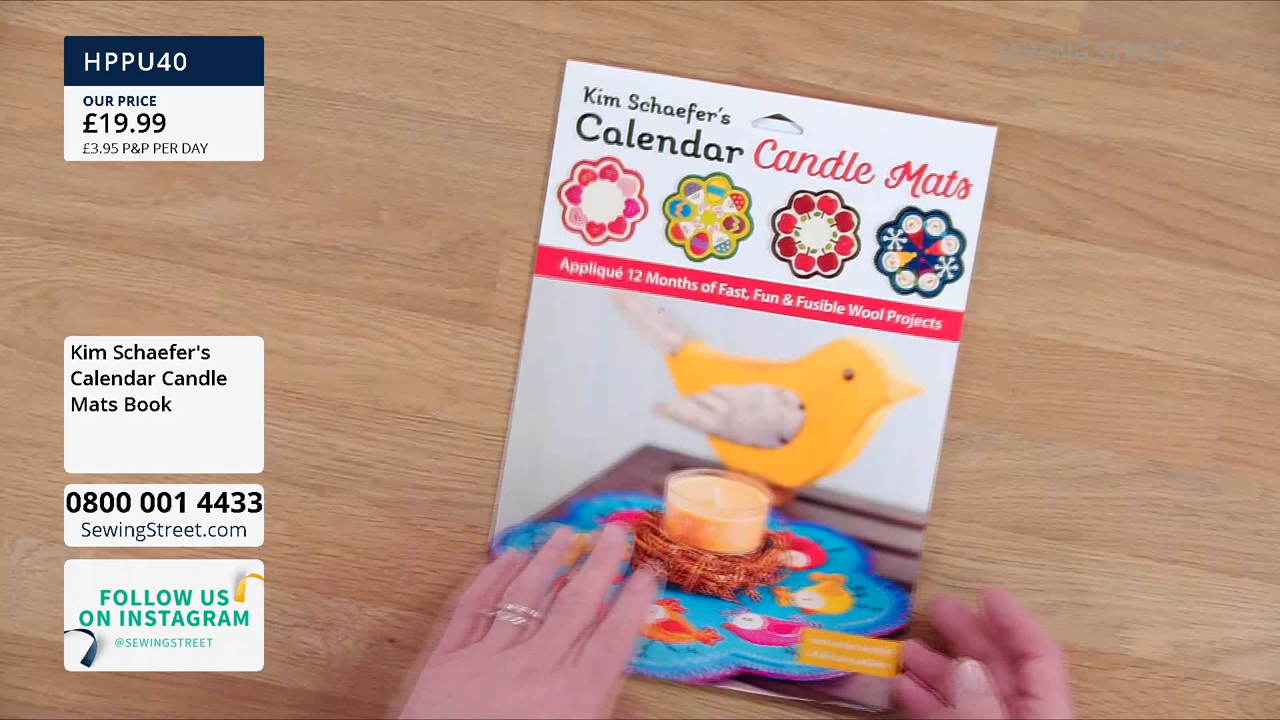 HPPU40
OUR PRICE
£19.99
£3.95 P&P PER DAY
Kim Schaefer's
Calendar Candle
Mats Book
0800 001 4433
SewingStreet.com
FOLLOW US
ON INSTAGRAM
@SEWINGSTREET
SEWING STREET
Kim Schaefer's
Calendar Candle Mats
Appliqué 12 Months of Fast, Fun & Fusible Wool Projects